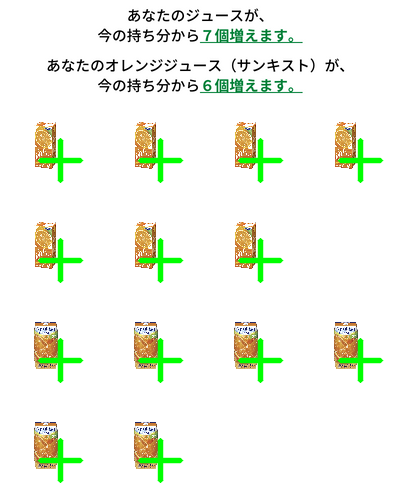 あなたのジュースが、
今の持ち分から７個増えます。
あなたのオレンジジュース（サンキスト）が、
今の持ち分から６個増えます。